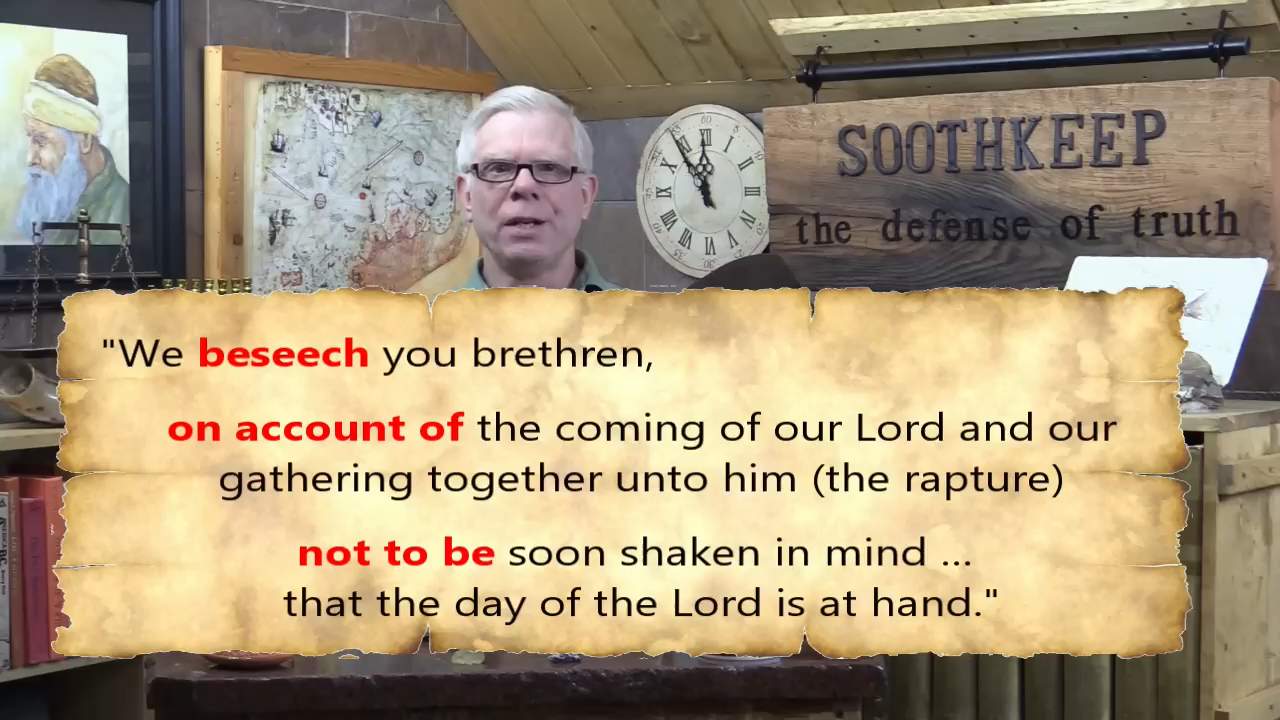 SOOTHKEEP
the defense of truth
"We beseech you brethren,
on account of the coming of our Lord and our
gathering together unto him (the rapture)
not to be soon shaken in mind ...
that the day of the Lord is at hand."